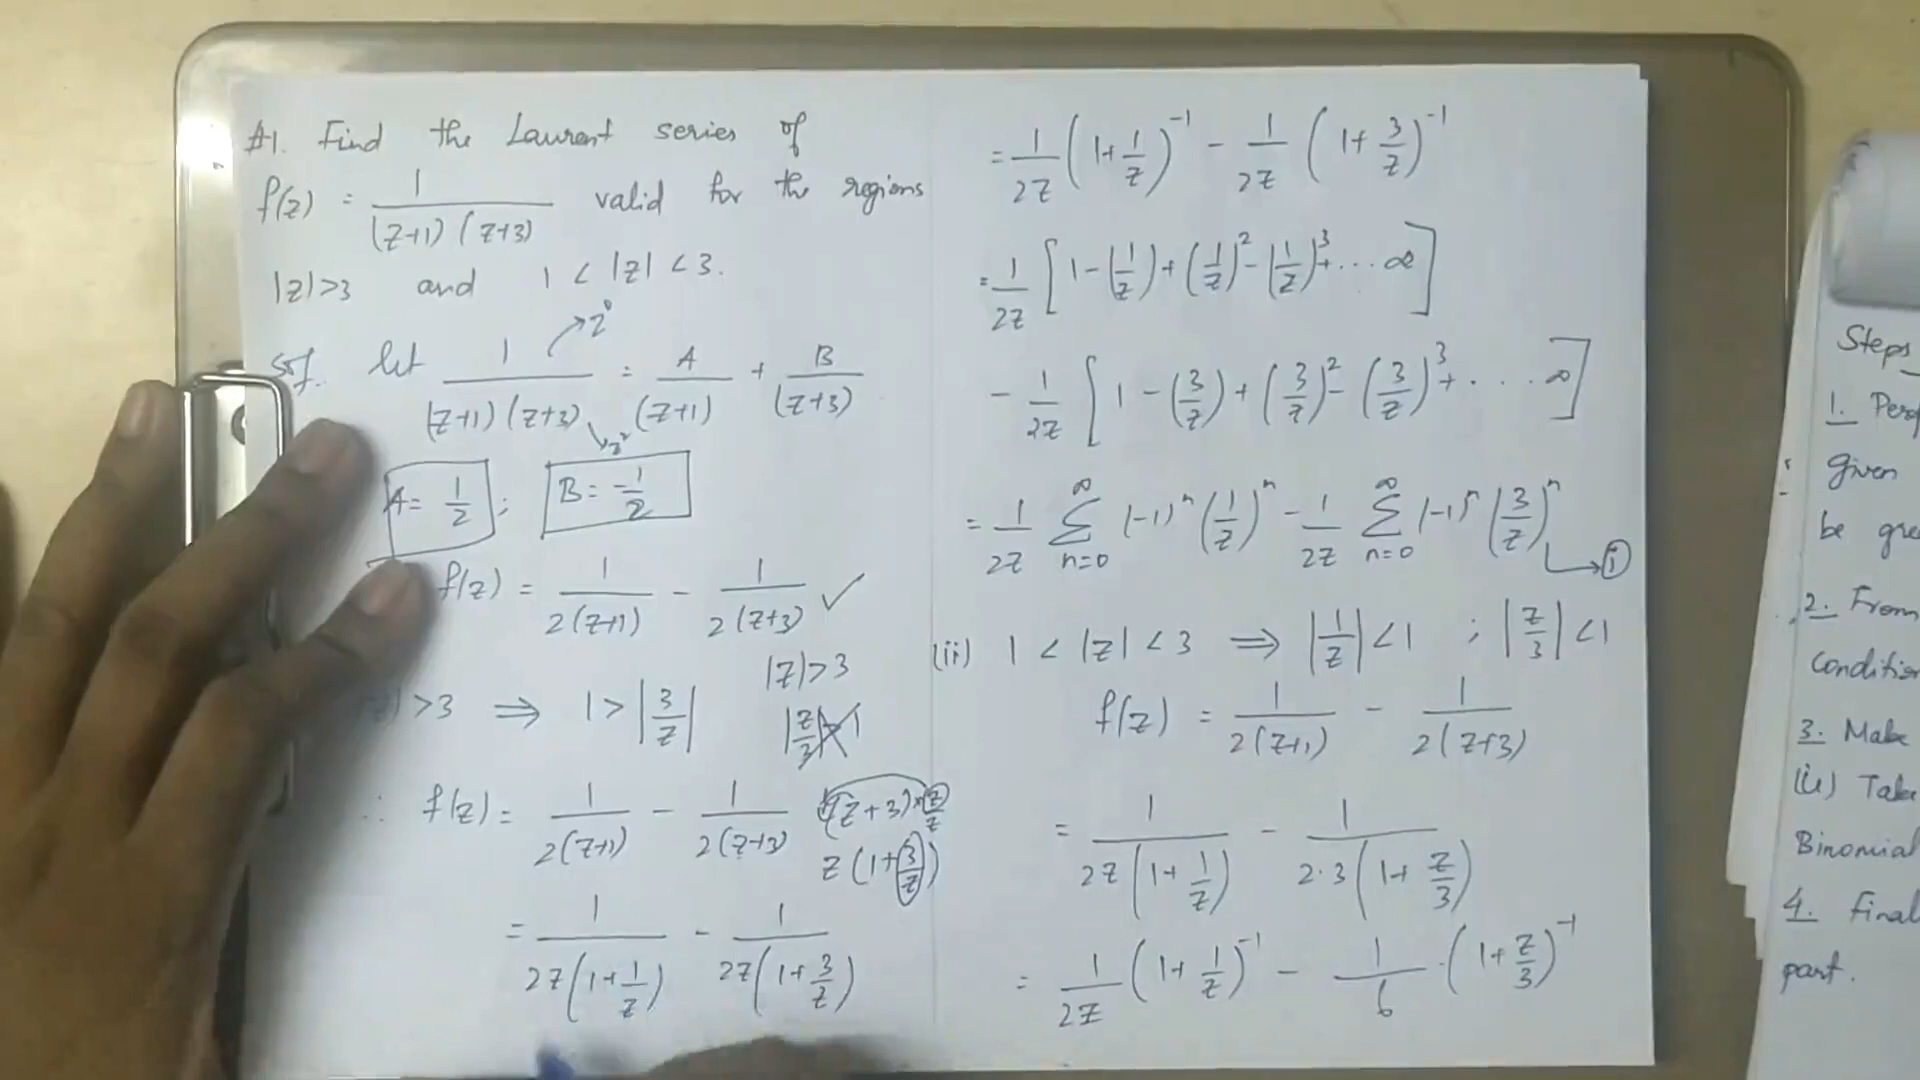 #1. Find the Laurent series of
f(z) = 1/((z+1)(z+3)) valid for the regions
|z|>3 and 1 < |z| < 3.
Sol. let 1/((z+1)(z+3)) = A/(z+1) + B/(z+3)
→z⁰
↘z²
A = 1/2 ; B = -1/2
f(z) = 1/(2(z+1)) - 1/(2(z+3)) ✓
|z|>3
>3 ⟹ 1 > |3/z|
|z/3|
∴ f(z) = 1/(2(z+1)) - 1/(2(z+3))
(z+3)×z/z
z(1+3/z)
= 1/(2z(1+1/z)) - 1/(2z(1+3/z))
= 1/2z (1+1/z)⁻¹ - 1/2z (1+3/z)⁻¹
= 1/2z [1-(1/z)+(1/z)²-(1/z)³+...∞]
- 1/2z [1-(3/z)+(3/z)²-(3/z)³+....∞]
= 1/2z ∑_{n=0}^{∞} (-1)ⁿ (1/z)ⁿ - 1/2z ∑_{n=0}^{∞} (-1)ⁿ (3/z)ⁿ
→ⓘ
(ii) 1 < |z| < 3 ⟹ |1/z| < 1 ; |z/3| < 1
f(z) = 1/(2(z+1)) - 1/(2(z+3))
= 1/(2z(1+1/z)) - 1/(2·3(1+z/3))
= 1/2z (1+1/z)⁻¹ - 1/6 · (1+z/3)⁻¹
Steps
1.
given
be
2. From
3. Make
(ii) Take
Binomial
4. Final
part.